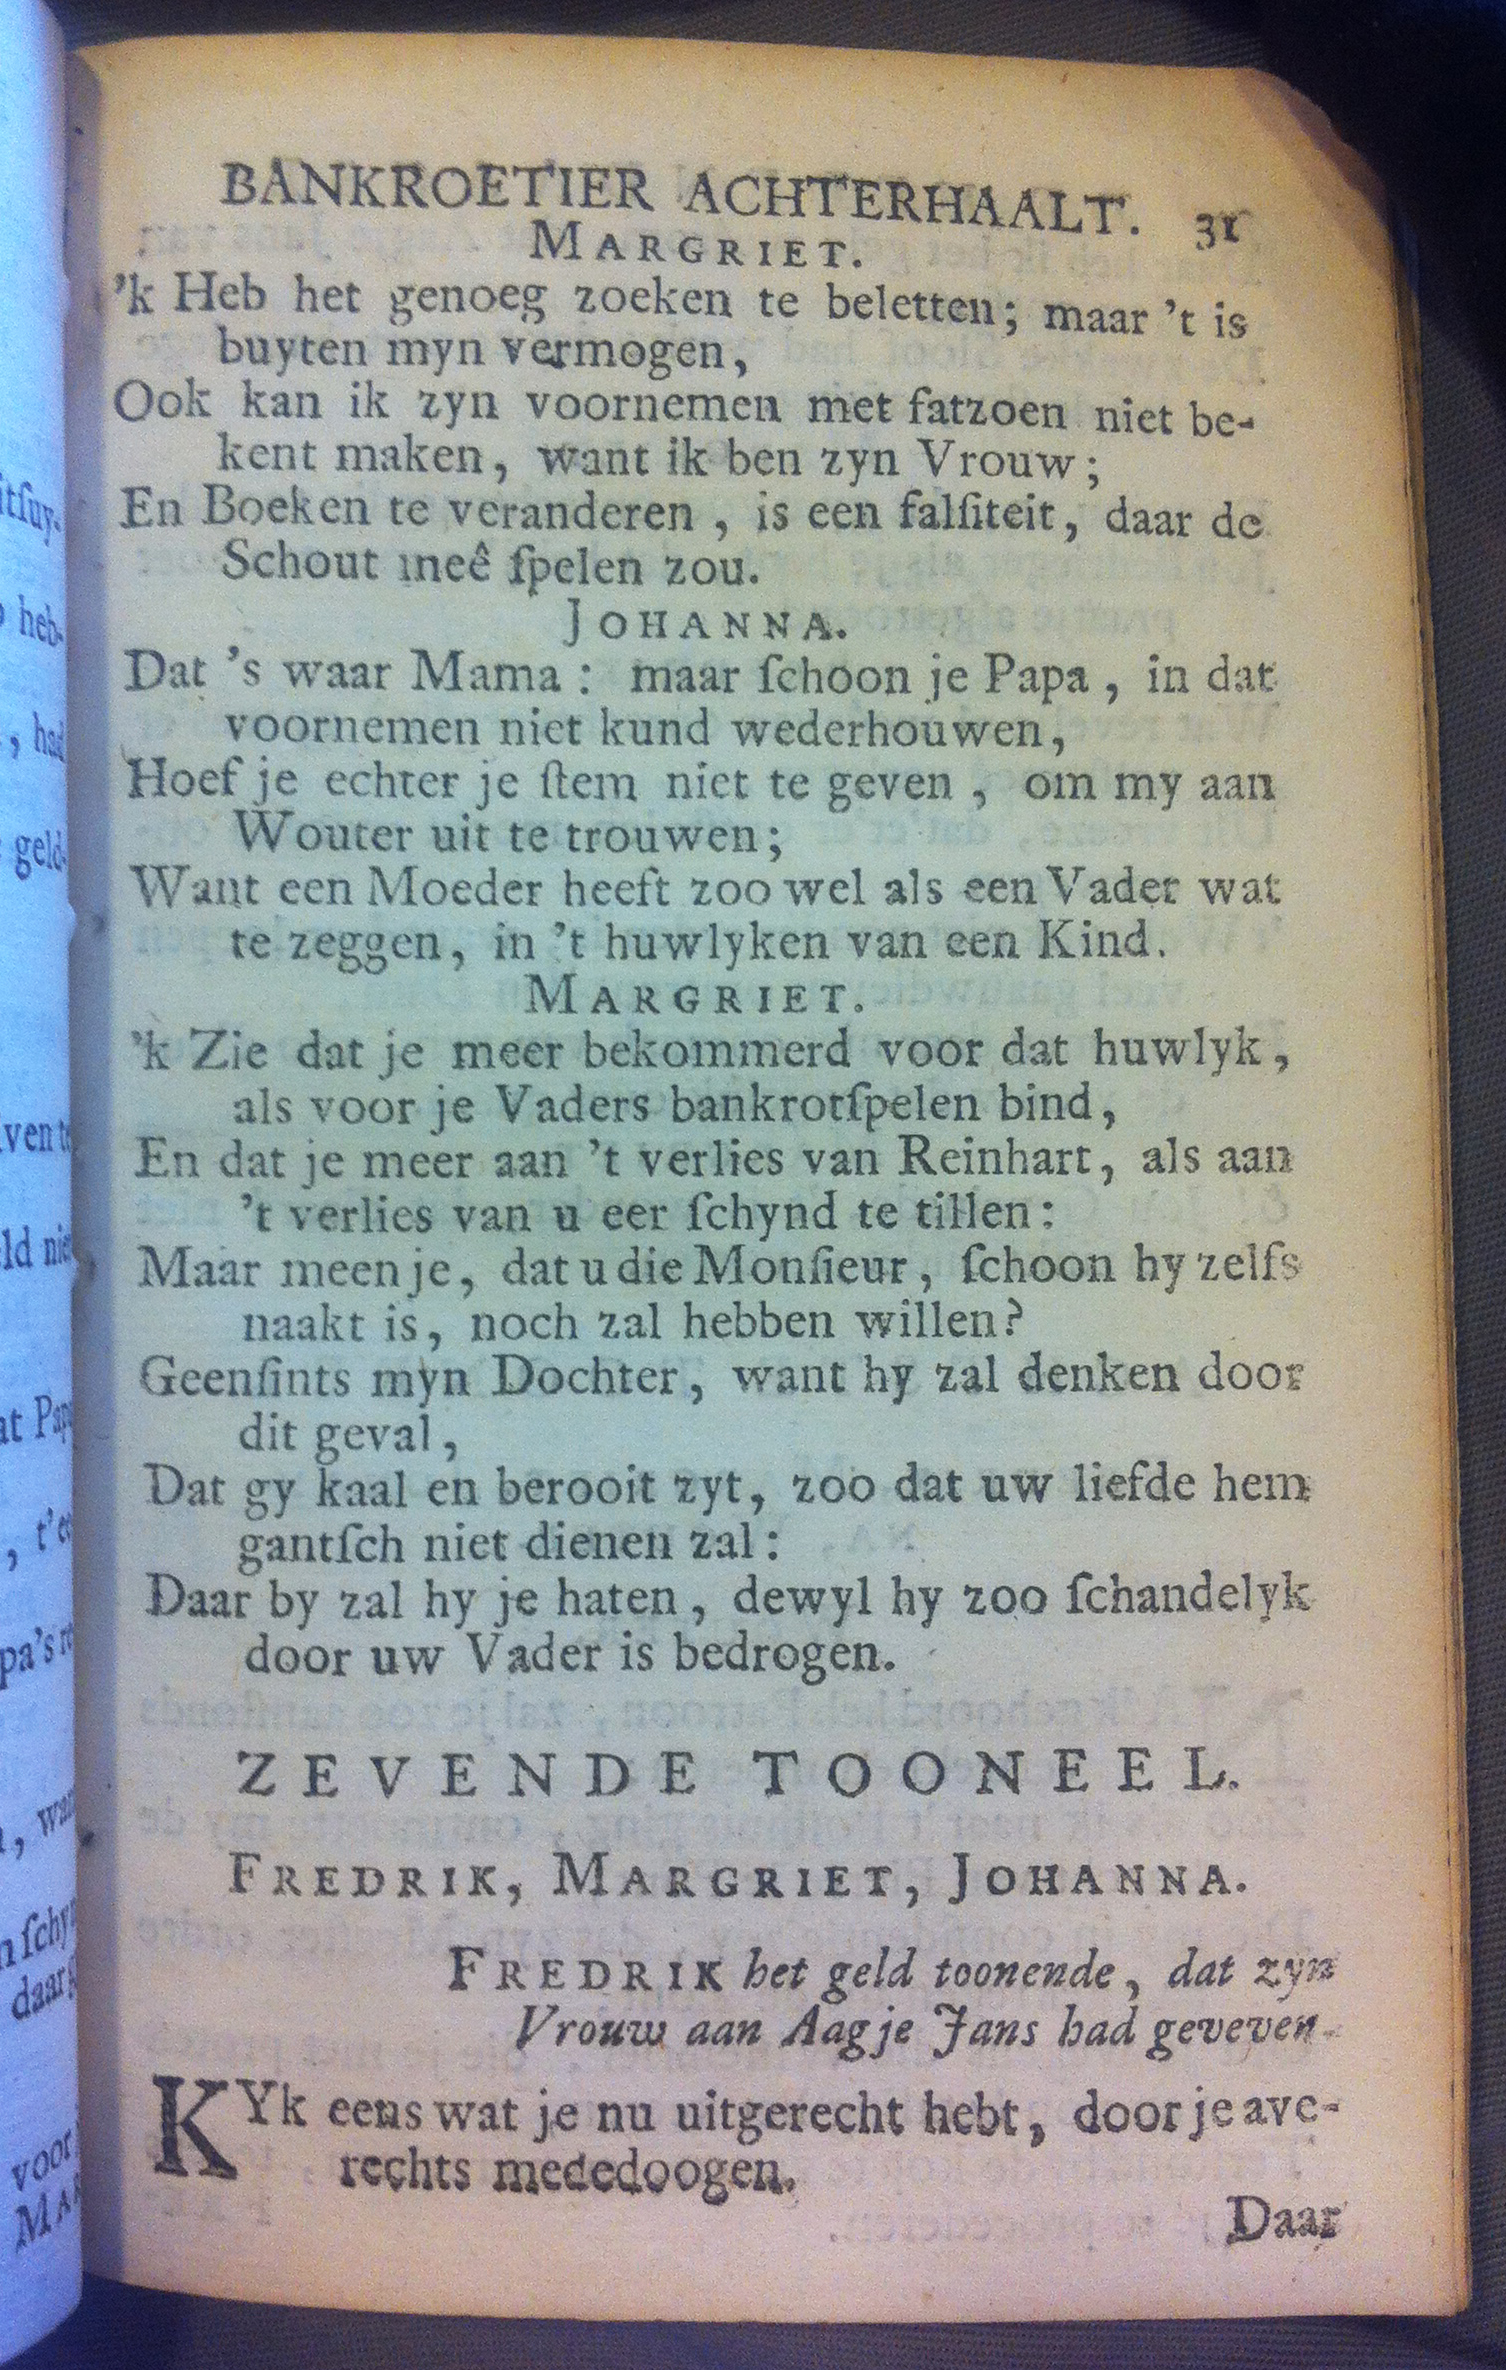 BANKROETIER ACHTERHAALT. 31
MARGRIET.
'k Heb het genoeg zoeken te beletten; maar 't is
buyten myn vermogen,
Ook kan ik zyn voornemen met fatzoen niet be-
kent maken, want ik ben zyn Vrouw;
En Boeken te veranderen, is een falſiteit, daar de
Schout meê ſpelen zou.
JOHANNA.
Dat 's waar Mama: maar ſchoon je Papa, in dat
voornemen niet kund wederhouwen,
Hoef je echter je ſtem niet te geven, om my aan
Wouter uit te trouwen;
Want een Moeder heeft zoo wel als een Vader wat
te zeggen, in 't huwlyken van een Kind.
MARGRIET.
'k Zie dat je meer bekommerd voor dat huwlyk,
als voor je Vaders bankrotſpelen bind,
En dat je meer aan 't verlies van Reinhart, als aan
't verlies van u eer ſchynd te tillen:
Maar meen je, dat u die Monſieur, ſchoon hy zelfs
naakt is, noch zal hebben willen?
Geenſints myn Dochter, want hy zal denken door
dit geval,
Dat gy kaal en berooit zyt, zoo dat uw liefde hem
gantſch niet dienen zal:
Daar by zal hy je haten, dewyl hy zoo ſchandelyk
door uw Vader is bedrogen.
ZEVENDE TOONEEL.
FREDRIK, MARGRIET, JOHANNA.
FREDRIK het geld toonende, dat zyn
Vrouw aan Aagje Jans had geveven.
KYk eens wat je nu uitgerecht hebt, door je ave-
rechts mededoogen.
Daar